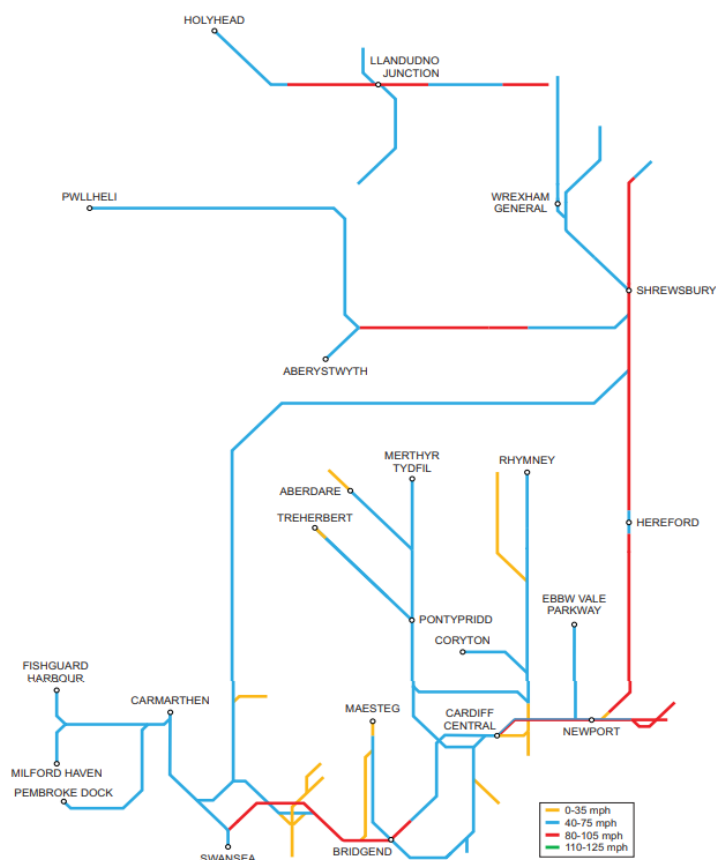 HOLYHEAD
LLANDUDNO
JUNCTION
PWLLHELI
WREXHAM
GENERAL
SHREWSBURY
ABERYSTWYTH
MERTHYR
TYDFIL
RHYMNEY
ABERDARE
TREHERBERT
HEREFORD
EBBW VALE
PARKWAY
PONTYPRIDD
CORYTON
FISHGUARD
HARBOUR
CARMARTHEN
MAESTEG
CARDIFF
CENTRAL
NEWPORT
MILFORD HAVEN
PEMBROKE DOCK
SWANSEA
BRIDGEND
0-35 mph
40-75 mph
80-105 mph
110-125 mph